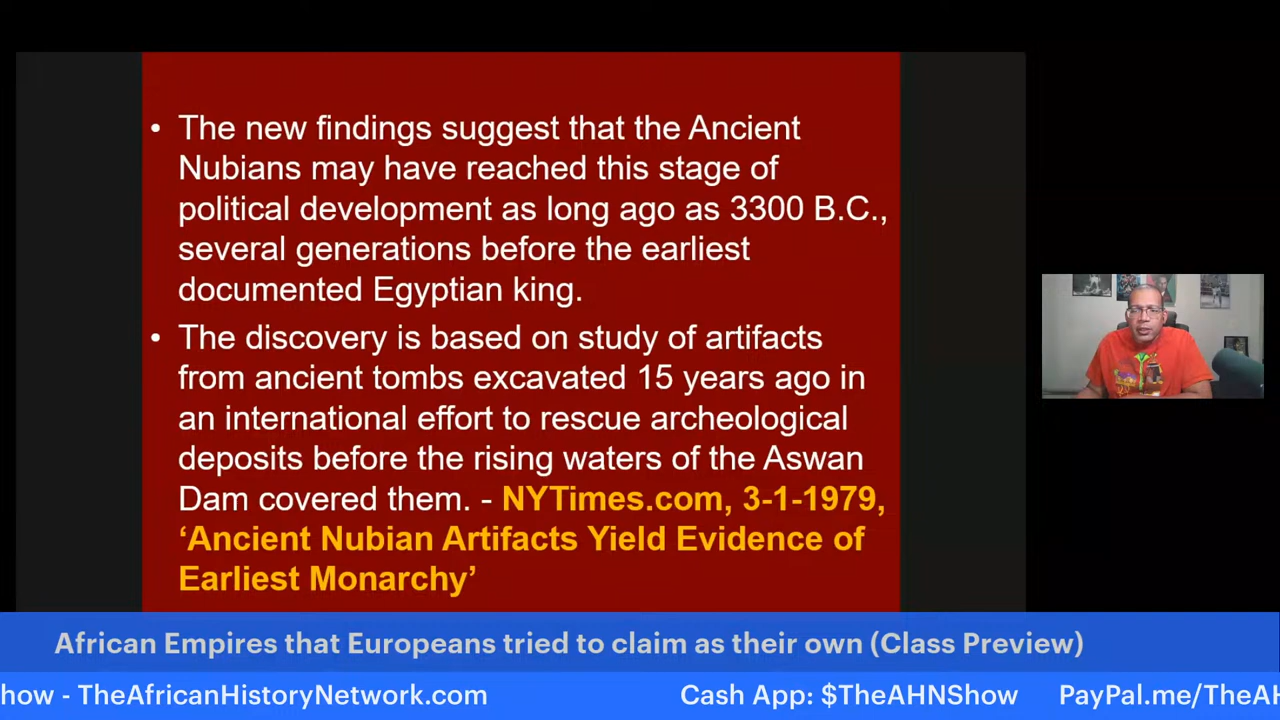 • The new findings suggest that the Ancient
Nubians may have reached this stage of
political development as long ago as 3300 B.C.,
several generations before the earliest
documented Egyptian king.
• The discovery is based on study of artifacts
from ancient tombs excavated 15 years ago in
an international effort to rescue archeological
deposits before the rising waters of the Aswan
Dam covered them. - NYTimes.com, 3-1-1979,
‘Ancient Nubian Artifacts Yield Evidence of
Earliest Monarchy’
African Empires that Europeans tried to claim as their own (Class Preview)
how - TheAfricanHistoryNetwork.com Cash App: $TheAHNShow PayPal.me/TheAH